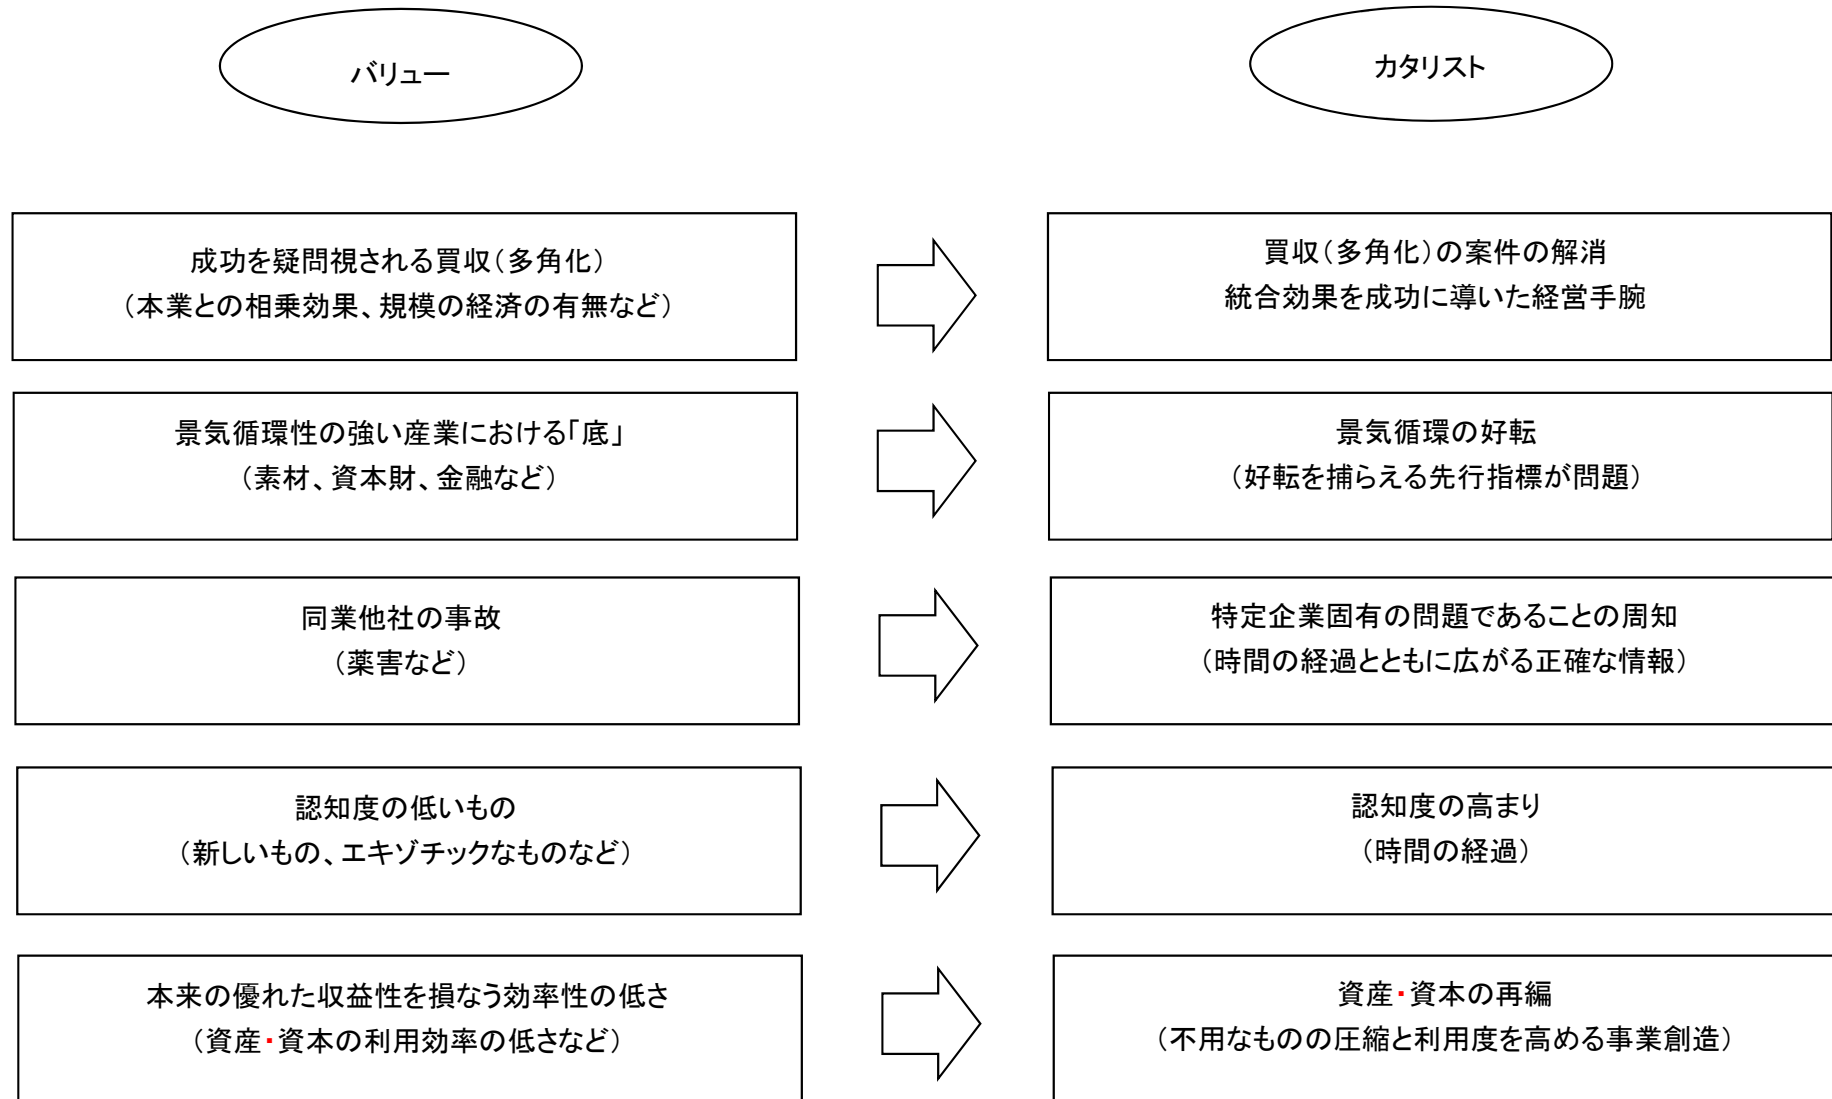 バリュー
カタリスト
成功を疑問視される買収（多角化）
（本業との相乗効果、規模の経済の有無など）
買収（多角化）の案件の解消
統合効果を成功に導いた経営手腕
景気循環性の強い産業における「底」
（素材、資本財、金融など）
景気循環の好転
（好転を捕らえる先行指標が問題）
同業他社の事故
（薬害など）
特定企業固有の問題であることの周知
（時間の経過とともに広がる正確な情報）
認知度の低いもの
（新しいもの、エキゾチックなものなど）
認知度の高まり
（時間の経過）
本来の優れた収益性を損なう効率性の低さ
（資産・資本の利用効率の低さなど）
資産・資本の再編
（不用なものの圧縮と利用度を高める事業創造）